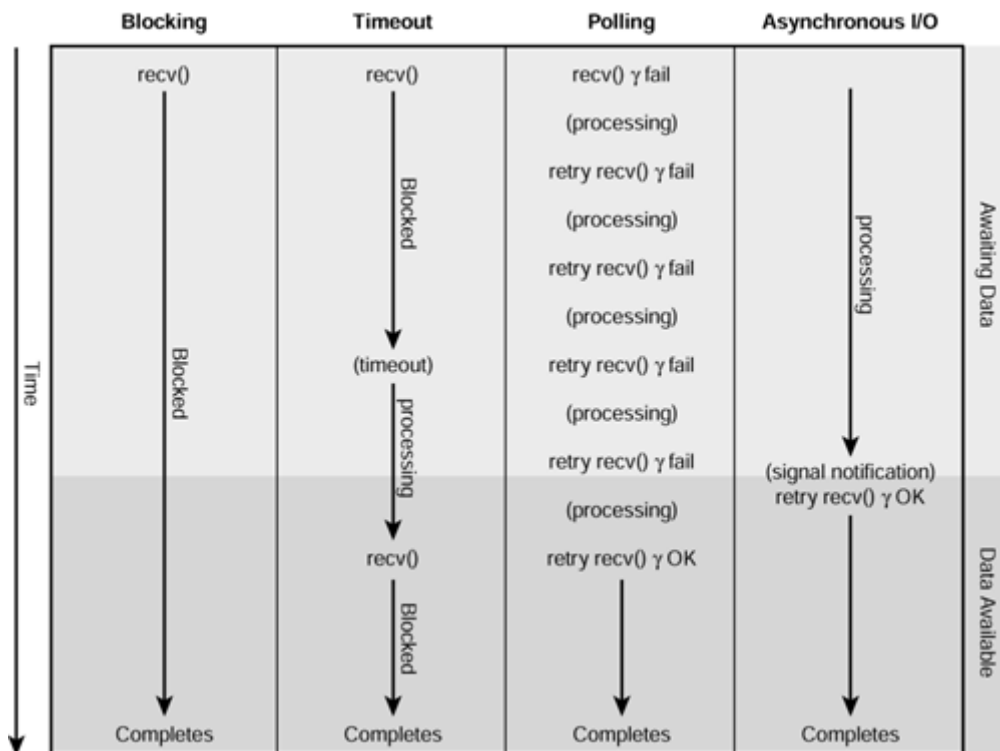 Blocking
Timeout
Polling
Asynchronous I/O
Time
recv()
Blocked
Completes
recv()
Blocked
(timeout)
processing
recv()
Blocked
Completes
recv() γ fail
(processing)
retry recv() γ fail
(processing)
retry recv() γ fail
(processing)
retry recv() γ fail
(processing)
retry recv() γ fail
(processing)
retry recv() γ OK
Completes
processing
(signal notification)
retry recv() γ OK
Completes
Awaiting Data
Data Available